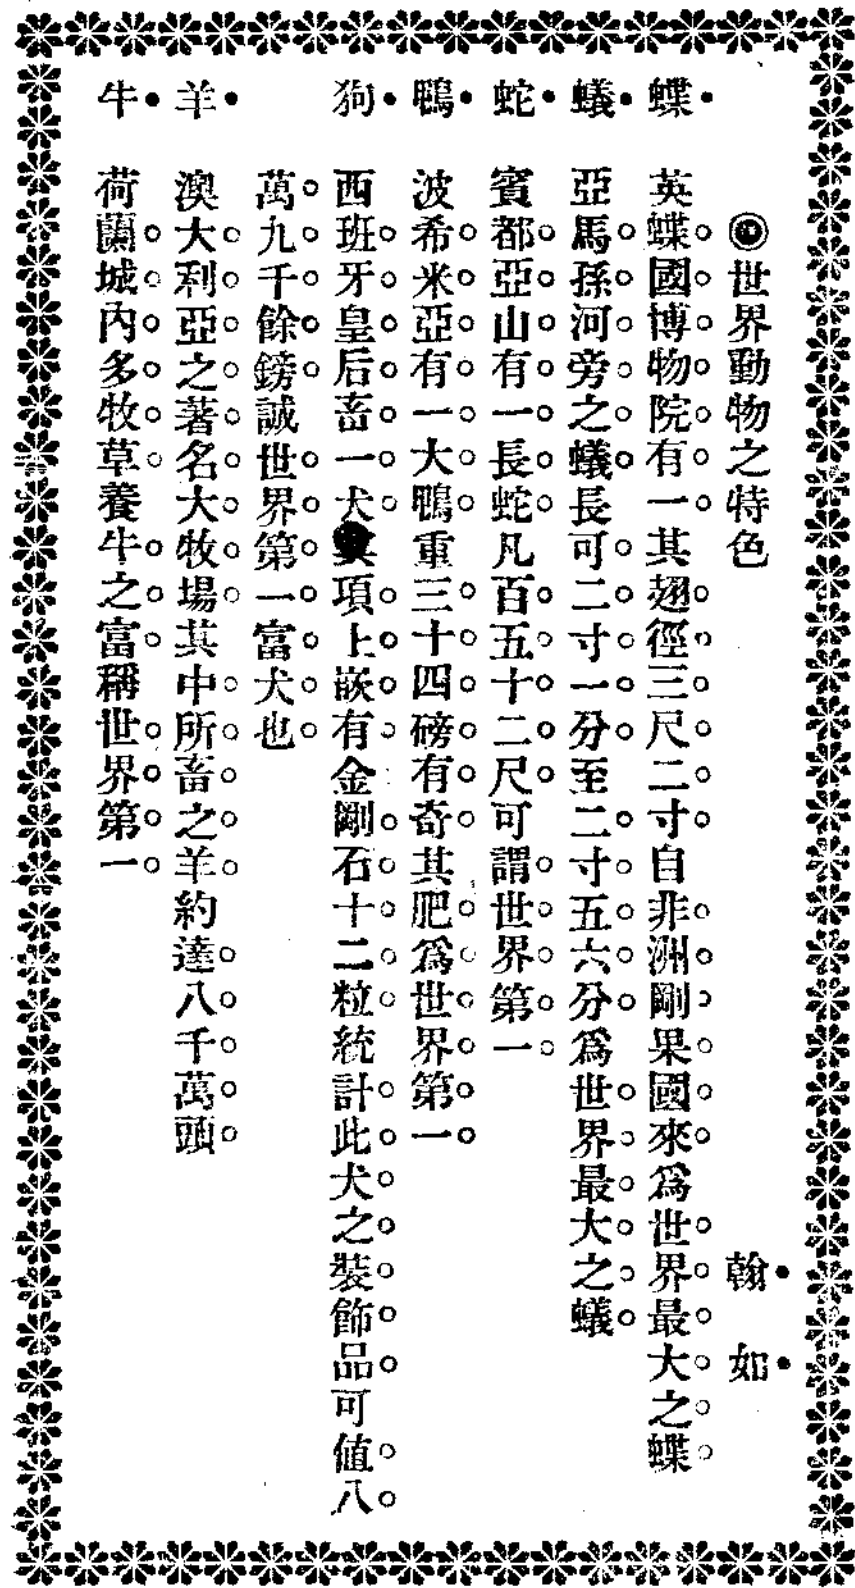 ◉世界動物之特色 翰如
蝶 英蝶國博物院有一其翅徑三尺二寸自非洲剛果國來爲世界最大之蝶
蟻 亞馬孫河旁之蟻長可二寸一分至二寸五六分爲世界最大之蟻
蛇 賓都亞山有一長蛇凡百五十二尺可謂世界第一
鴨 波希米亞有一大鴨重三十四磅有奇其肥爲世界第一
狗 西班牙皇后畜一犬其項上嵌有金剛石十二粒統計此犬之裝飾品可值八
萬九千餘鎊誠世界第一富犬也
羊 澳大利亞之著名大牧場其中所畜之羊約達八千萬頭
牛 荷蘭城內多牧草養牛之富稱世界第一